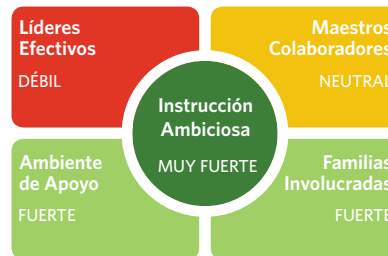 Líderes
Efectivos
DÉBIL
Maestros
Colaboradores
NEUTRAL
Instrucción
Ambiciosa
MUY FUERTE
Ambiente
de Apoyo
FUERTE
Familias
Involucradas
FUERTE